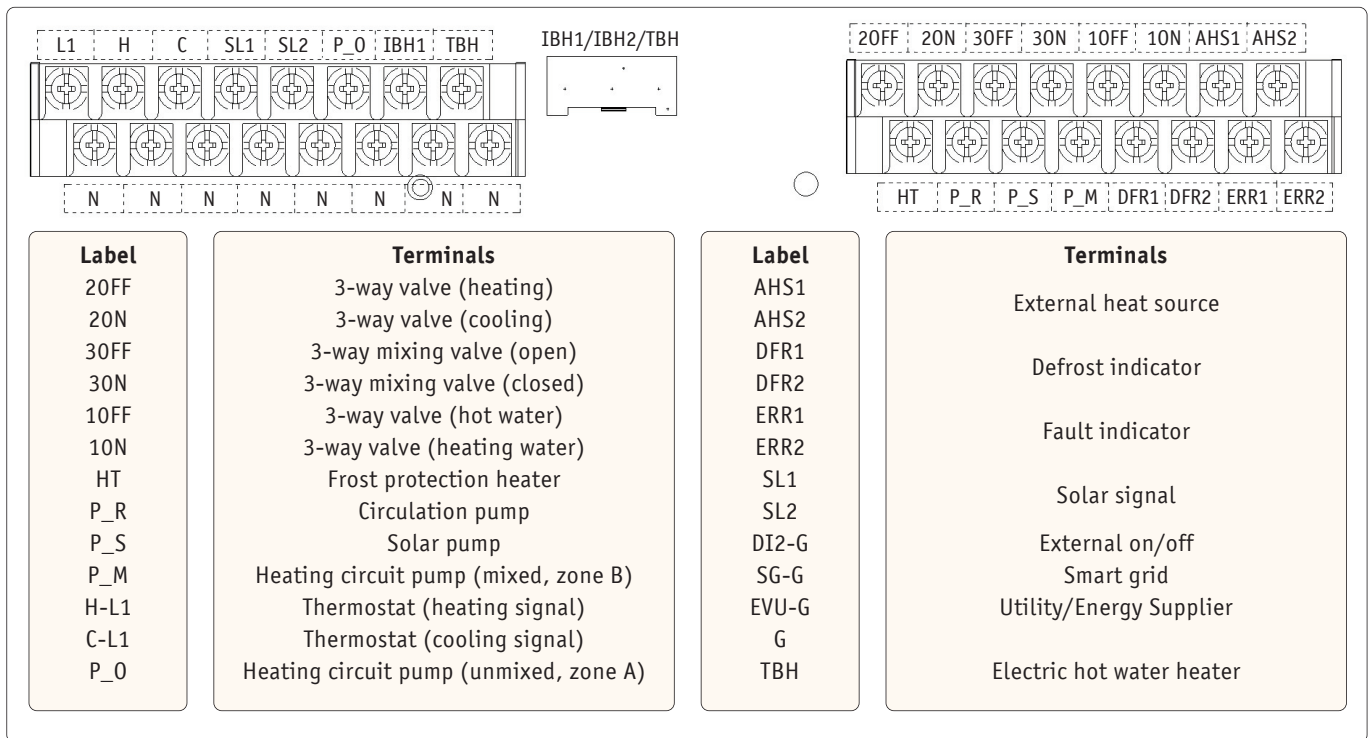 L1 H C SL1 SL2 P_O IBH1 TBH
IBH1/IBH2/TBH
2OFF 2ON 3OFF 3ON 1OFF 1ON AHS1 AHS2
N N N N N N N N
HT P_R P_S P_M DFR1 DFR2 ERR1 ERR2
Label Terminals Label Terminals
2OFF 3-way valve (heating) AHS1
External heat source
2ON 3-way valve (cooling) AHS2
3OFF 3-way mixing valve (open) DFR1
Defrost indicator
3ON 3-way mixing valve (closed) DFR2
1OFF 3-way valve (hot water) ERR1
Fault indicator
1ON 3-way valve (heating water) ERR2
HT Frost protection heater SL1
Solar signal
P_R Circulation pump SL2
P_S Solar pump DI2-G External on/off
P_M Heating circuit pump (mixed, zone B) SG-G Smart grid
H-L1 Thermostat (heating signal) EVU-G Utility/Energy Supplier
C-L1 Thermostat (cooling signal) G
P_O Heating circuit pump (unmixed, zone A) TBH Electric hot water heater